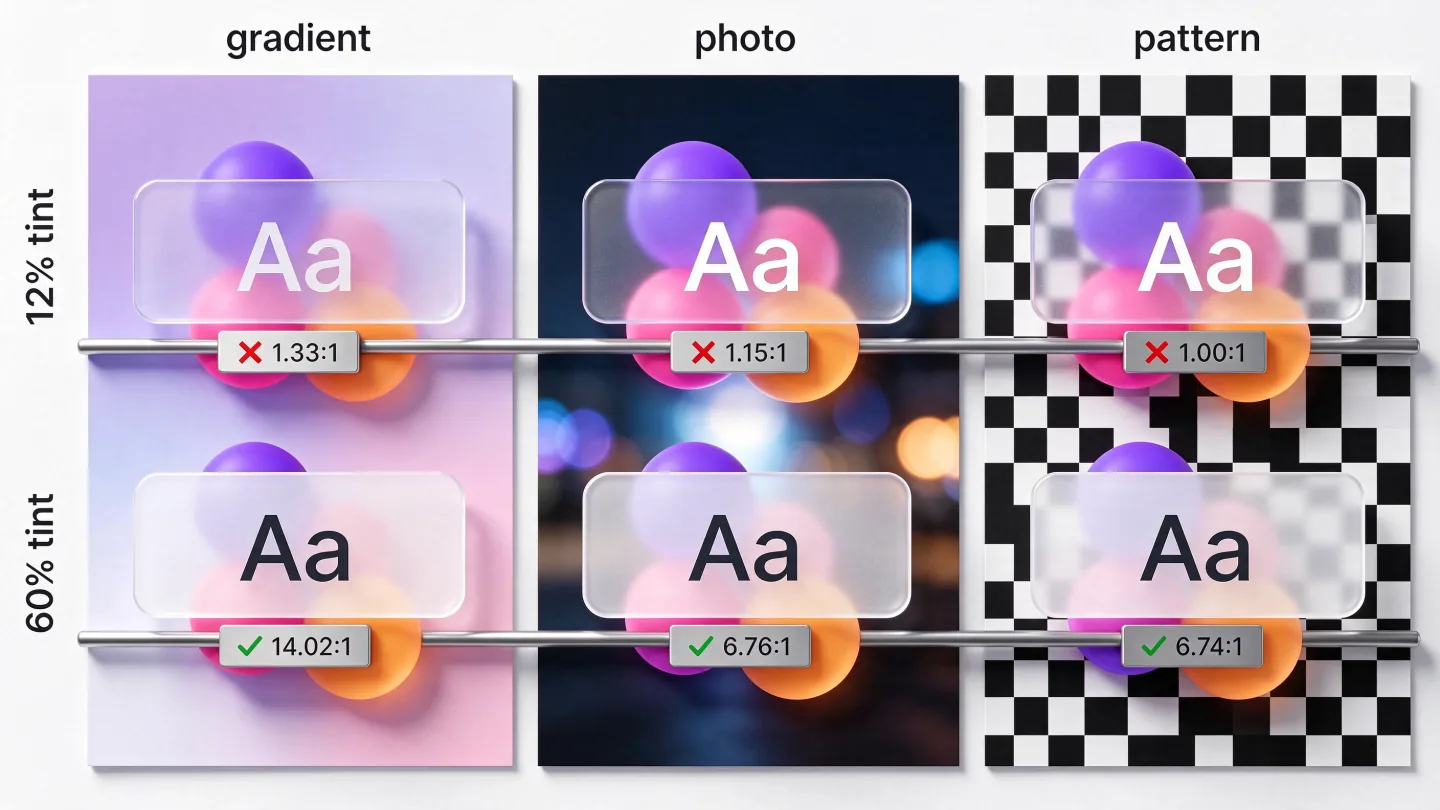 gradient
photo
pattern
12% tint
Aa
Aa
Aa
❌ 1.33:1
❌ 1.15:1
❌ 1.00:1
60% tint
Aa
Aa
Aa
✓ 14.02:1
✓ 6.76:1
✓ 6.74:1